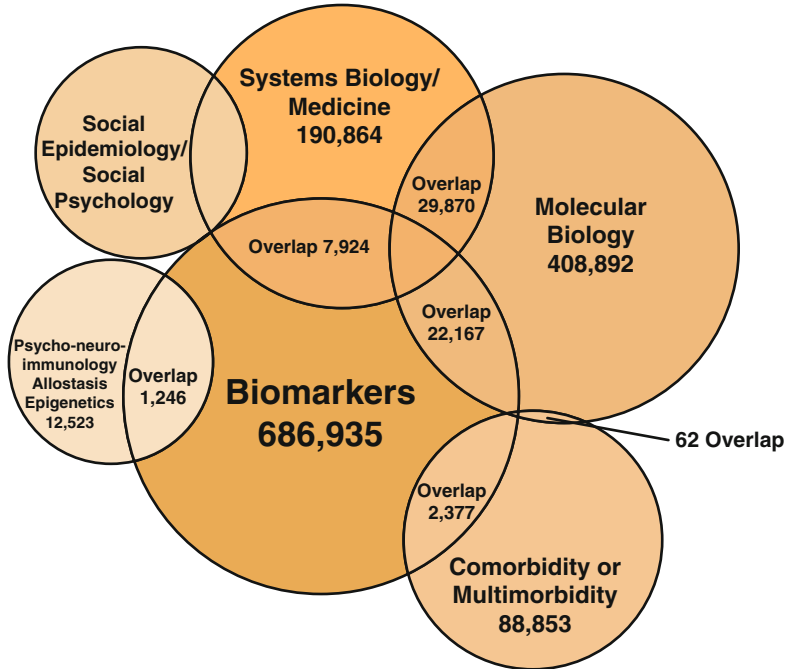 Systems Biology/
Medicine
190,864
Social
Epidemiology/
Social
Psychology
Overlap
29,870
Molecular
Biology
408,892
Overlap 7,924
Overlap
22,167
Psycho-neuro-
immunology
Allostasis
Epigenetics
12,523
Overlap
1,246
Biomarkers
686,935
62 Overlap
Overlap
2,377
Comorbidity or
Multimorbidity
88,853